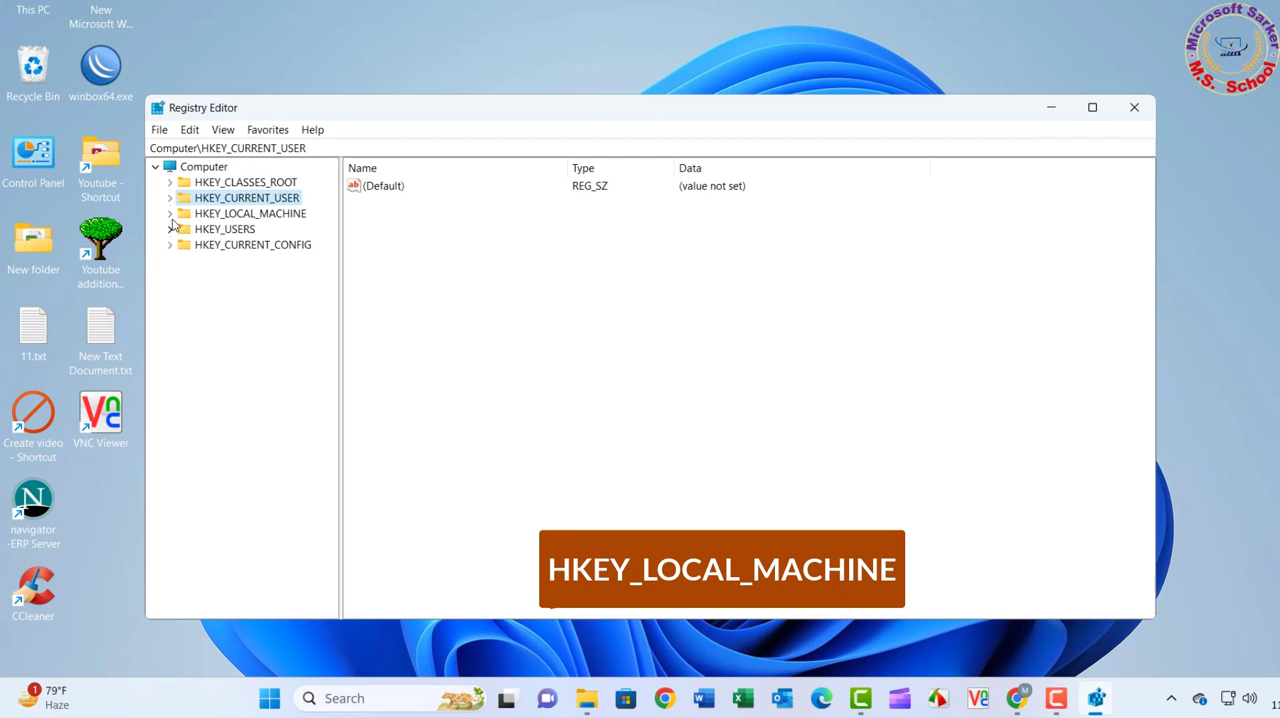 This PC
New
Microsoft W...
Recycle Bin
winbox64.exe
Control Panel
Youtube -
Shortcut
New folder
Youtube
addition...
11.txt
New Text
Document.txt
Create video
- Shortcut
VNC Viewer
navigator
-ERP Server
CCleaner
Microsoft Sarker
M.S. School
Registry Editor
File Edit View Favorites Help
Computer\HKEY_CURRENT_USER
Computer
HKEY_CLASSES_ROOT
HKEY_CURRENT_USER
HKEY_LOCAL_MACHINE
HKEY_USERS
HKEY_CURRENT_CONFIG
Name Type Data
ab (Default) REG_SZ (value not set)
HKEY_LOCAL_MACHINE
1 79°F
Haze
Search